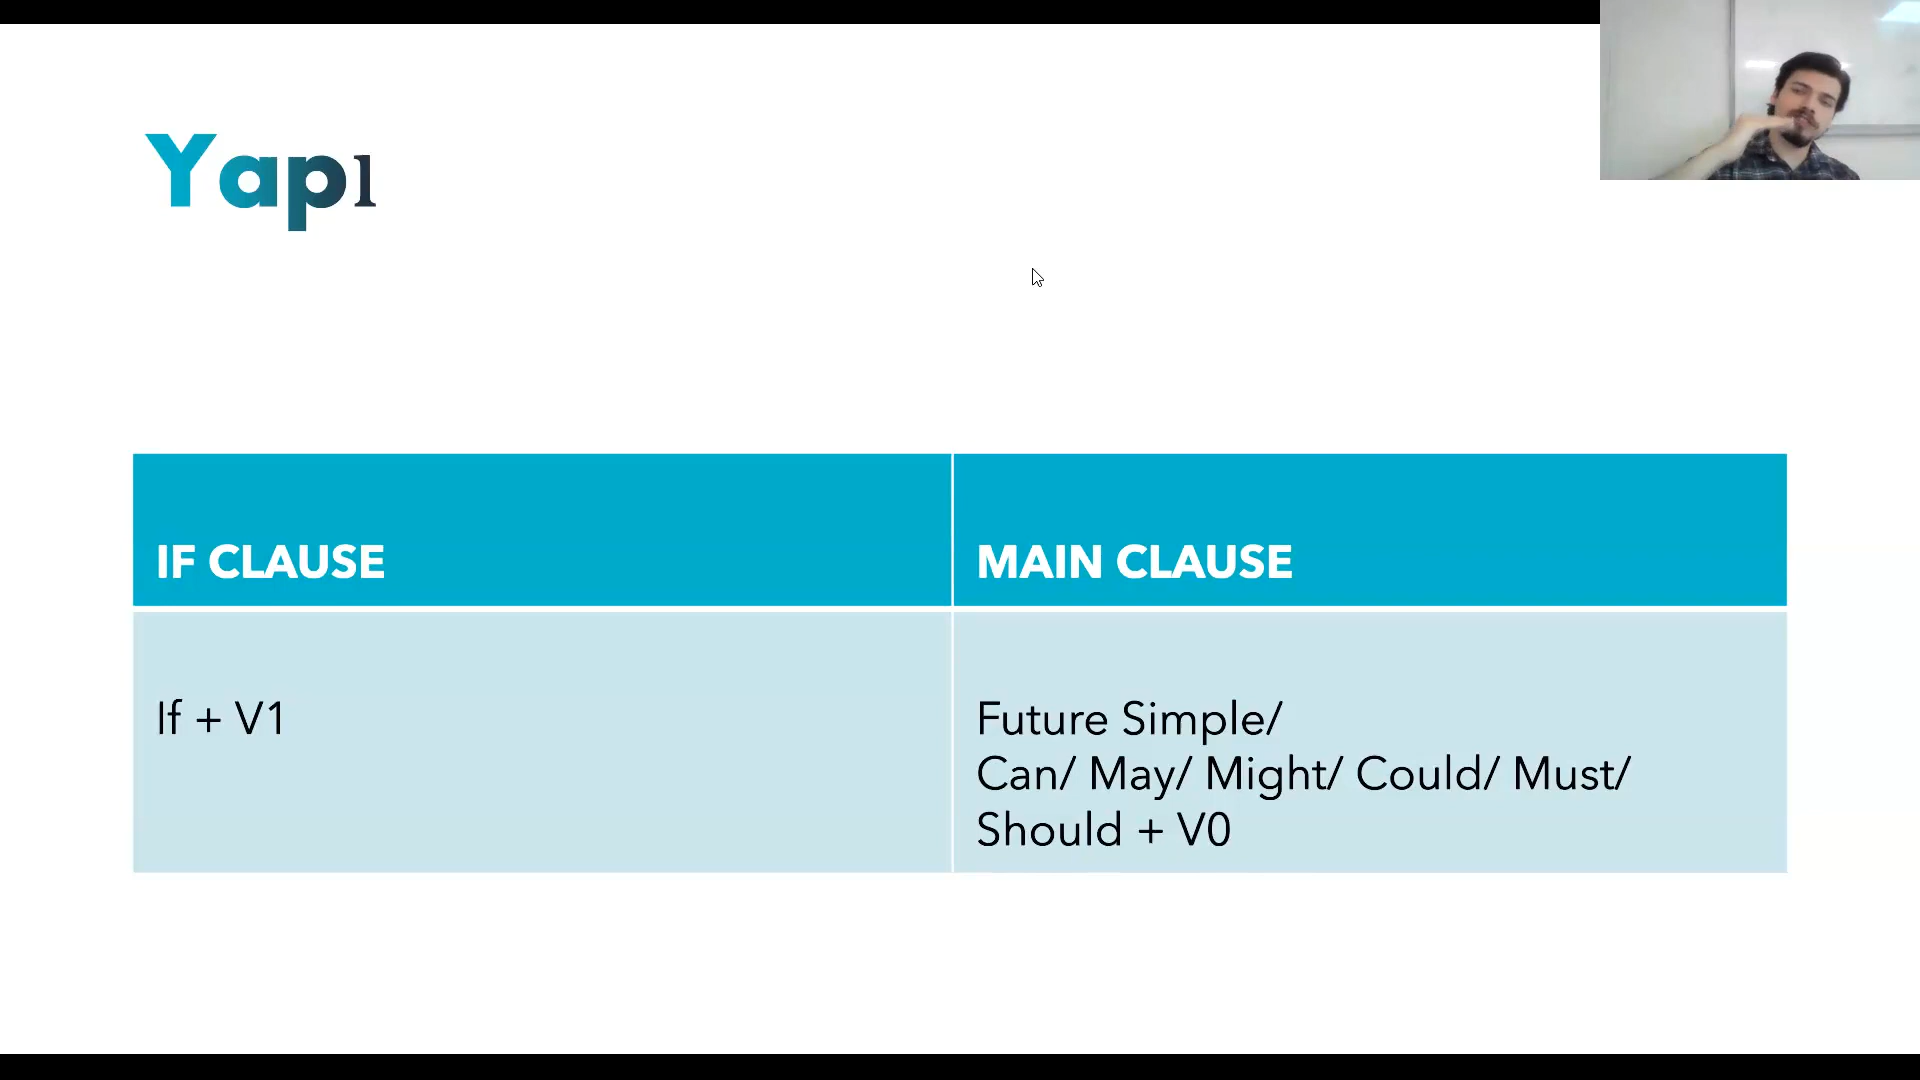 Yapı
IF CLAUSE
MAIN CLAUSE
If + V1
Future Simple/
Can/ May/ Might/ Could/ Must/
Should + V0